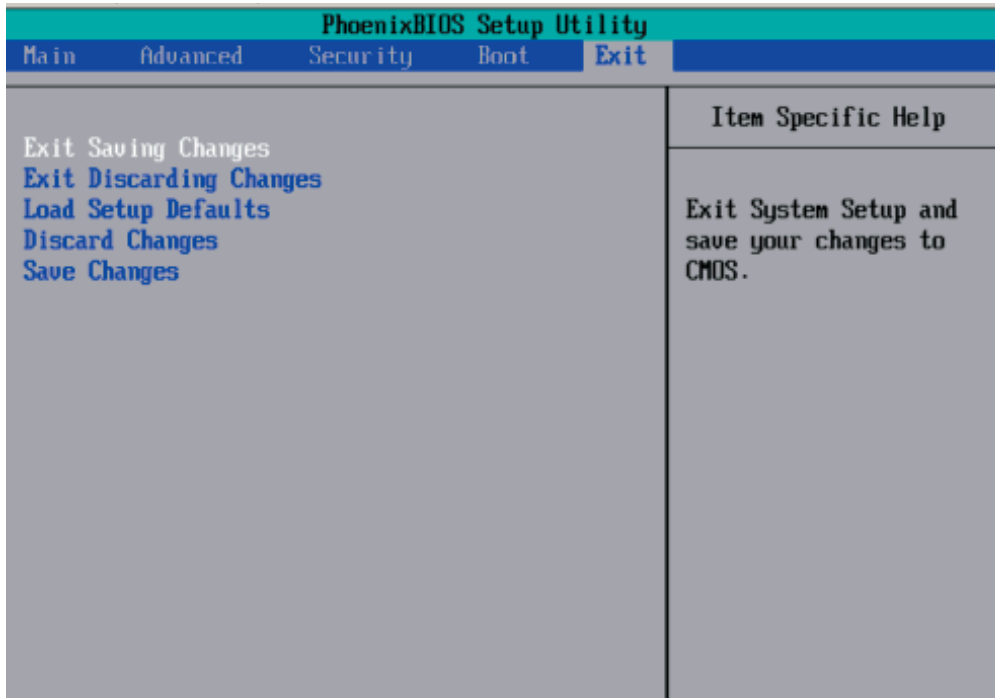 PhoenixBIOS Setup Utility
Main Advanced Security Boot Exit
Exit Saving Changes
Exit Discarding Changes
Load Setup Defaults
Discard Changes
Save Changes
Item Specific Help
Exit System Setup and
save your changes to
CMOS.